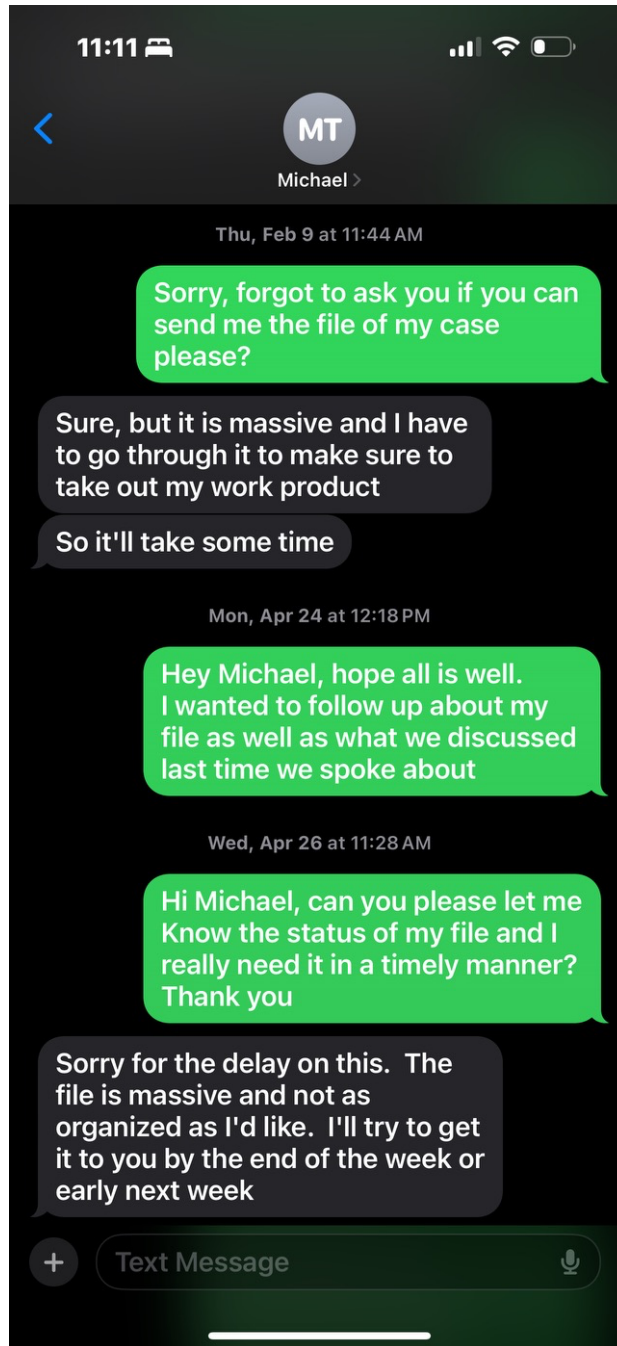 11:11
MT
Michael
Thu, Feb 9 at 11:44 AM
Sorry, forgot to ask you if you can
send me the file of my case
please?
Sure, but it is massive and I have
to go through it to make sure to
take out my work product
So it'll take some time
Mon, Apr 24 at 12:18 PM
Hey Michael, hope all is well.
I wanted to follow up about my
file as well as what we discussed
last time we spoke about
Wed, Apr 26 at 11:28 AM
Hi Michael, can you please let me
Know the status of my file and I
really need it in a timely manner?
Thank you
Sorry for the delay on this.  The
file is massive and not as
organized as I'd like.  I'll try to get
it to you by the end of the week or
early next week
Text Message